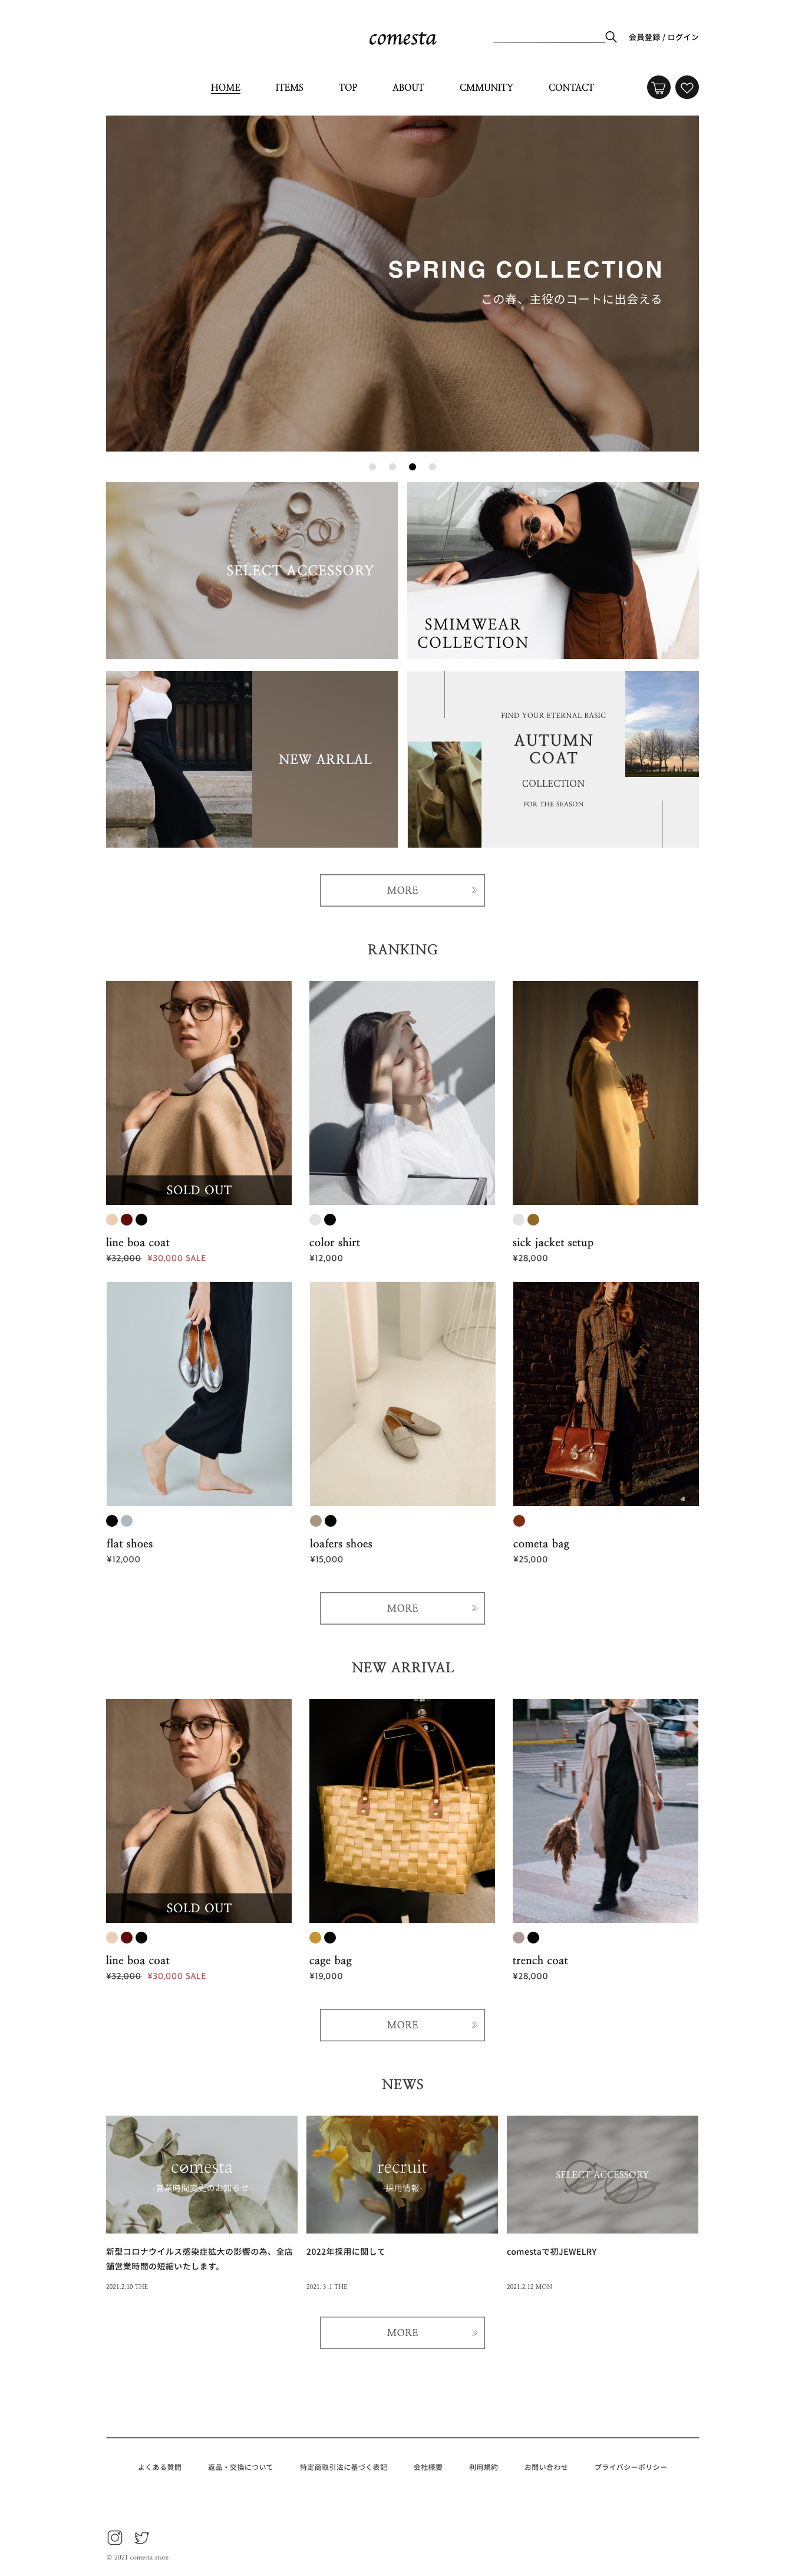 comesta
会員登録 / ログイン
HOME
ITEMS
TOP
ABOUT
CMMUNITY
CONTACT
SPRING COLLECTION
この春、主役のコートに出会える
SELECT ACCESSORY
SMIMWEAR
COLLECTION
NEW ARRLAL
FIND YOUR ETERNAL BASIC
AUTUMN
COAT
COLLECTION
FOR THE SEASON
MORE
RANKING
SOLD OUT
line boa coat
¥32,000 ¥30,000 SALE
color shirt
¥12,000
sick jacket setup
¥28,000
flat shoes
¥12,000
loafers shoes
¥15,000
cometa bag
¥25,000
MORE
NEW ARRIVAL
SOLD OUT
line boa coat
¥32,000 ¥30,000 SALE
cage bag
¥19,000
trench coat
¥28,000
MORE
NEWS
comesta
-営業時間変更のお知らせ-
新型コロナウイルス感染症拡大の影響の為、全店
舗営業時間の短縮いたします。
2021.2.10 THE
recruit
-採用情報-
2022年採用に関して
2021.3.1 THE
SELECT ACCESSORY
comestaで初JEWELRY
2021.2.12 MON
MORE
よくある質問
返品・交換について
特定商取引法に基づく表記
会社概要
利用規約
お問い合わせ
プライバシーポリシー
© 2021 comesta store